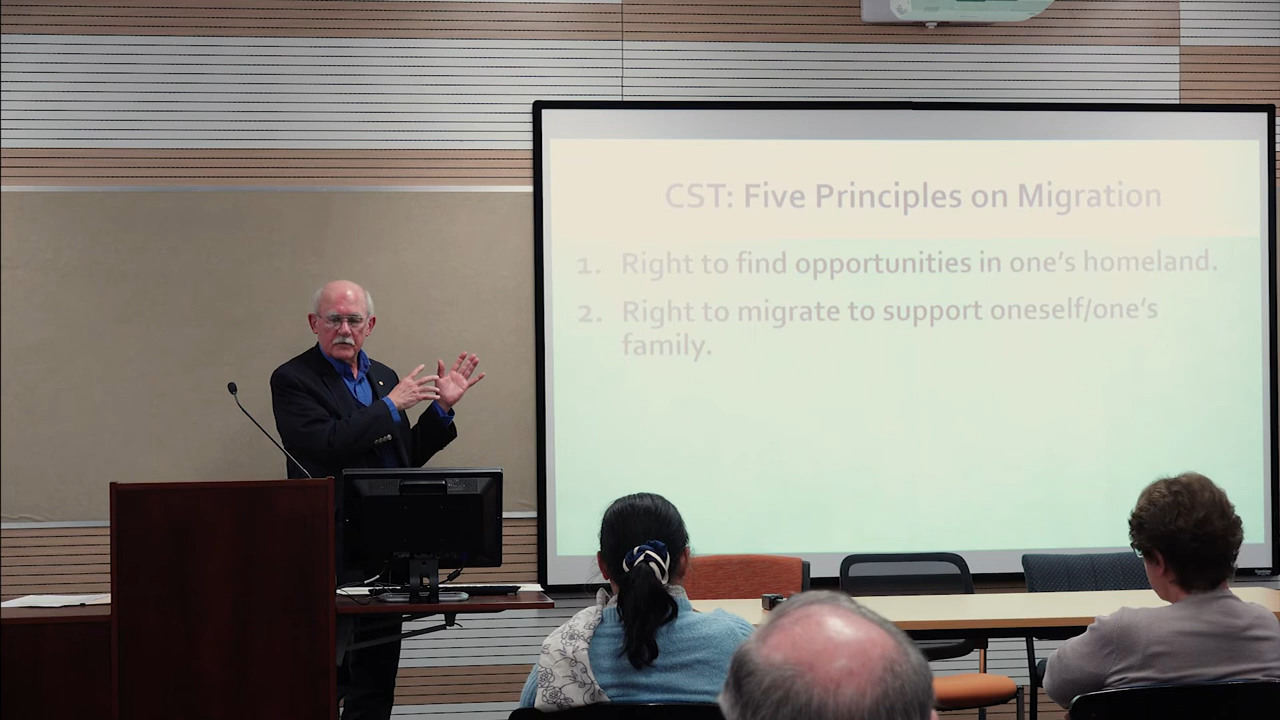 CST: Five Principles on Migration
1. Right to find opportunities in one's homeland.
2. Right to migrate to support oneself/one's
family.